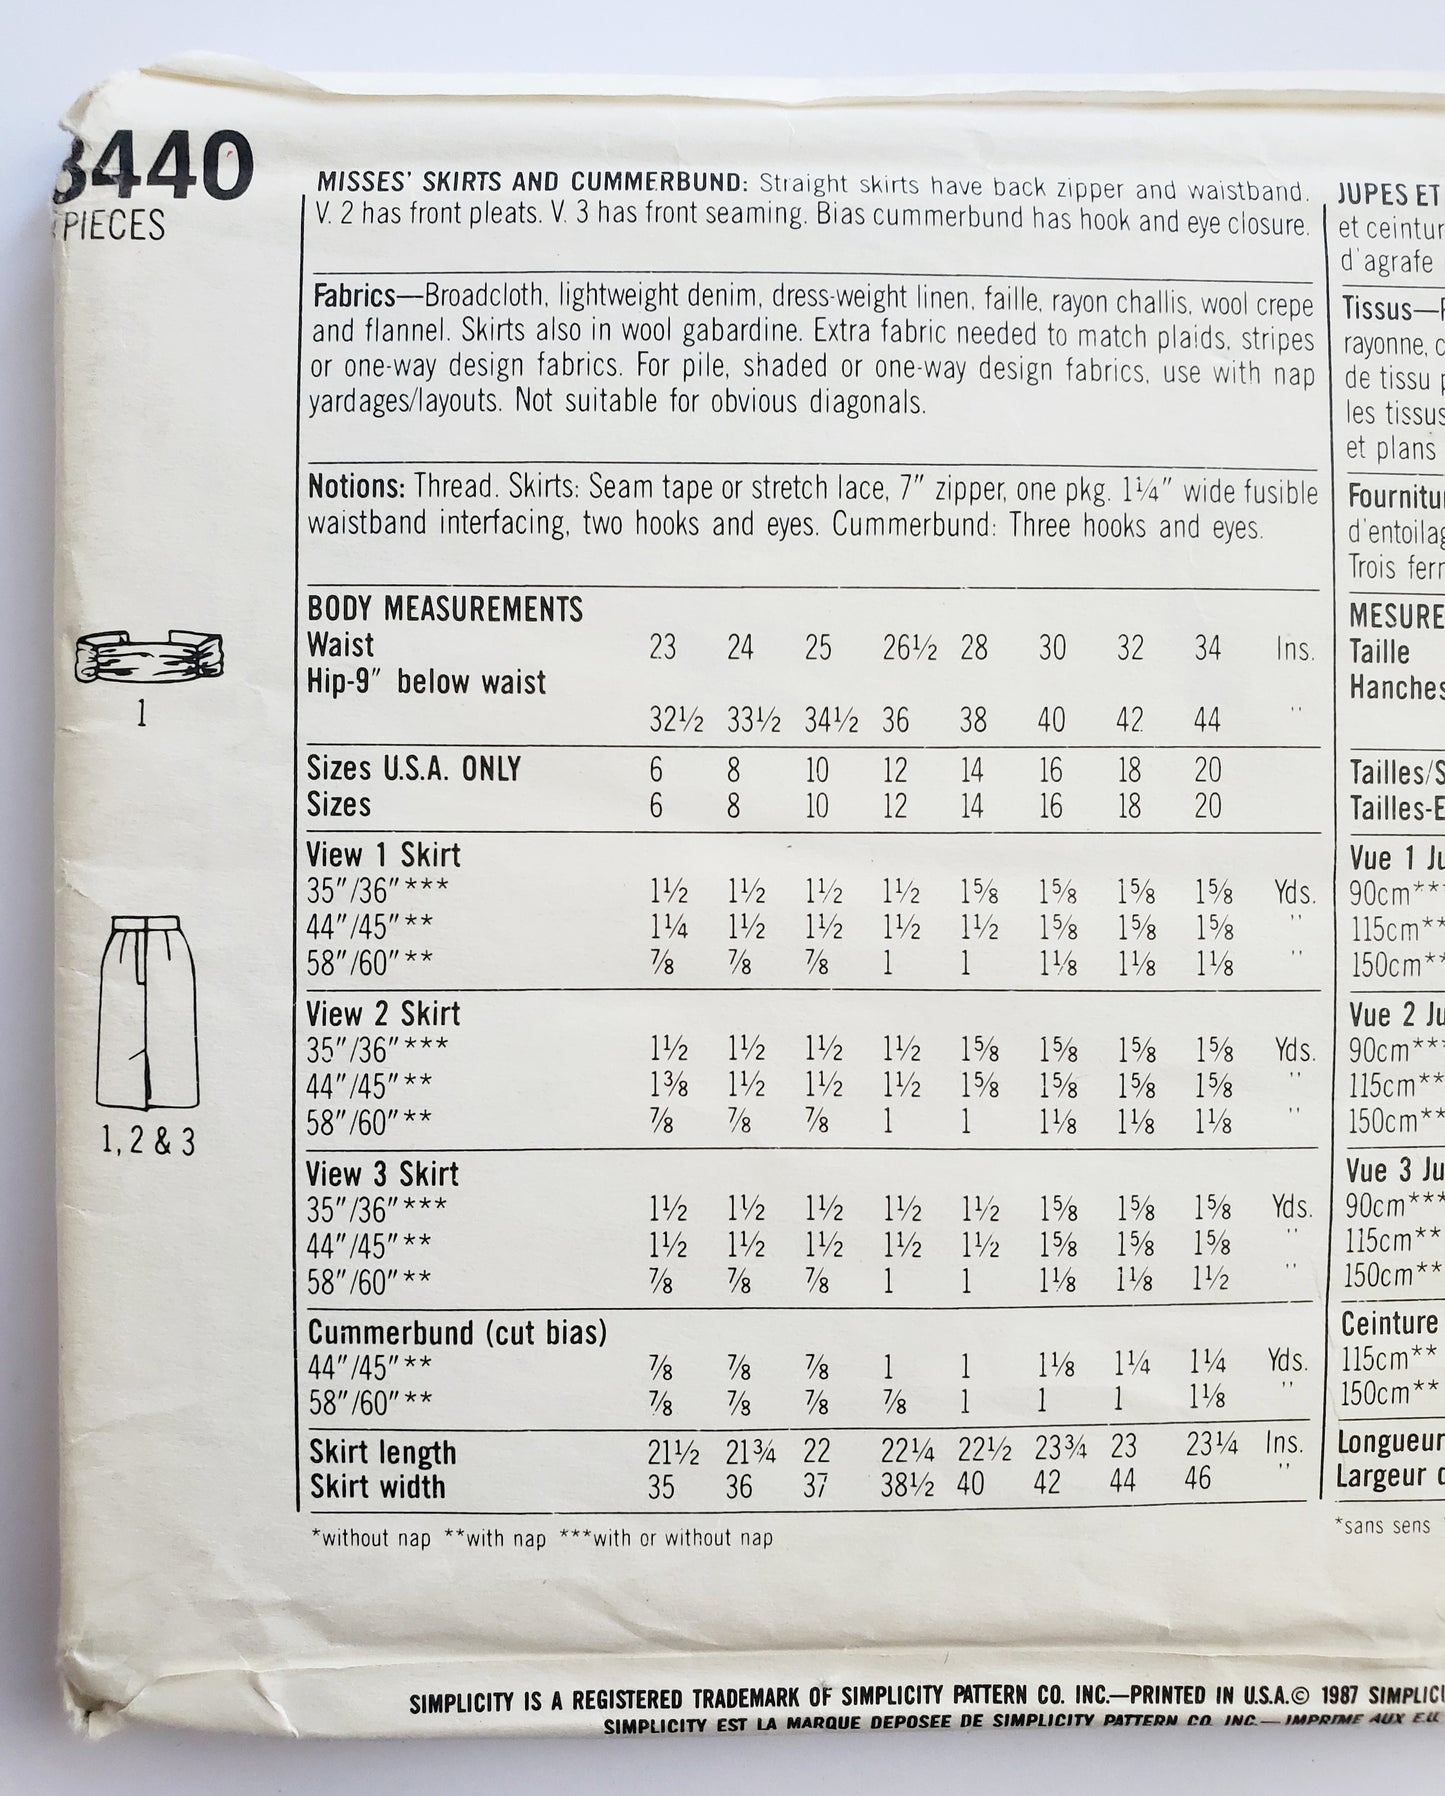 8440
PIECES
MISSES' SKIRTS AND CUMMERBUND: Straight skirts have back zipper and waistband.
V. 2 has front pleats. V. 3 has front seaming. Bias cummerbund has hook and eye closure.
Fabrics—Broadcloth, lightweight denim, dress-weight linen, faille, rayon challis, wool crepe
and flannel. Skirts also in wool gabardine. Extra fabric needed to match plaids, stripes
or one-way design fabrics. For pile, shaded or one-way design fabrics, use with nap
yardages/layouts. Not suitable for obvious diagonals.
Notions: Thread. Skirts: Seam tape or stretch lace, 7" zipper, one pkg. 1¼" wide fusible
waistband interfacing, two hooks and eyes. Cummerbund: Three hooks and eyes.
BODY MEASUREMENTS
Waist 23 24 25 26½ 28 30 32 34 Ins.
Hip-9" below waist
32½ 33½ 34½ 36 38 40 42 44 "
Sizes U.S.A. ONLY 6 8 10 12 14 16 18 20
Sizes 6 8 10 12 14 16 18 20
View 1 Skirt
35"/36"*** 1½ 1½ 1½ 1½ 1⅝ 1⅝ 1⅝ 1⅝ Yds.
44"/45"** 1¼ 1½ 1½ 1½ 1½ 1⅝ 1⅝ 1⅝ "
58"/60"** ⅞ ⅞ ⅞ 1 1 1⅛ 1⅛ 1⅛ "
View 2 Skirt
35"/36"*** 1½ 1½ 1½ 1½ 1⅝ 1⅝ 1⅝ 1⅝ Yds.
44"/45"** 1⅜ 1½ 1½ 1½ 1⅝ 1⅝ 1⅝ 1⅝ "
58"/60"** ⅞ ⅞ ⅞ 1 1 1⅛ 1⅛ 1⅛ "
View 3 Skirt
35"/36"*** 1½ 1½ 1½ 1½ 1½ 1⅝ 1⅝ 1⅝ Yds.
44"/45"** 1½ 1½ 1½ 1½ 1½ 1⅝ 1⅝ 1⅝ "
58"/60"** ⅞ ⅞ ⅞ 1 1 1⅛ 1⅛ 1½ "
Cummerbund (cut bias)
44"/45"** ⅞ ⅞ ⅞ 1 1 1⅛ 1¼ 1¼ Yds.
58"/60"** ⅞ ⅞ ⅞ ⅞ 1 1 1 1⅛ "
Skirt length 21½ 21¾ 22 22¼ 22½ 23¾ 23 23¼ Ins.
Skirt width 35 36 37 38½ 40 42 44 46 "
*without nap **with nap ***with or without nap
1
1, 2 & 3
JUPES ET
et
d'agrafe
Tissus—
rayonne,
de tissu
les tissus
et plans
Trois
MESURE
Taille
Hanches
Tailles/S
Tailles-E
Vue 1
90cm***
115cm**
150cm**
Vue 2
90cm***
115cm**
150cm**
Vue 3
90cm***
115cm**
150cm**
Ceinture
115cm**
150cm**
Longueur
Largeur
*sans sens
SIMPLICITY IS A REGISTERED TRADEMARK OF SIMPLICITY PATTERN CO. INC.—PRINTED IN U.S.A.© 1987
SIMPLICITY EST LA MARQUE DEPOSEE DE SIMPLICITY PATTERN CO. INC.—IMPRIME AUX E.U.